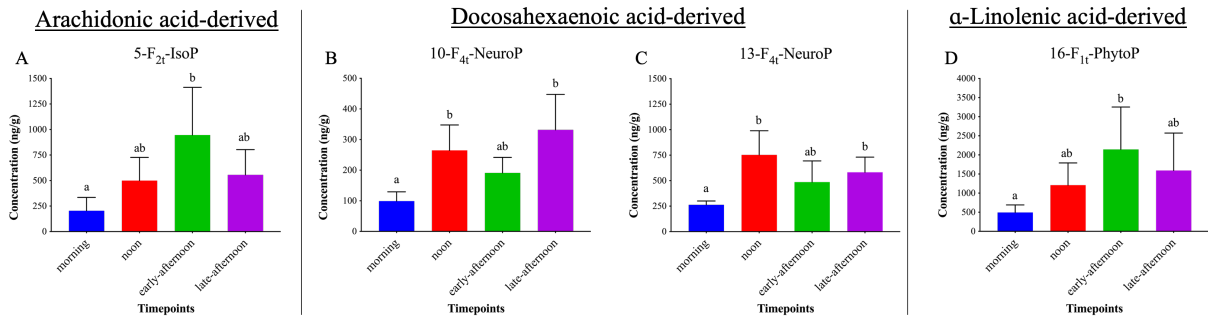 Arachidonic acid-derived
Docosahexaenoic acid-derived
α-Linolenic acid-derived
A
5-F2t-IsoP
Concentration (ng/g)
1500
1250
1000
750
500
250
0
a
ab
b
ab
morning
noon
early-afternoon
late-afternoon
Timepoints
B
10-F4t-NeuroP
Concentration (ng/g)
500
400
300
200
100
0
a
b
ab
b
morning
noon
early-afternoon
late-afternoon
Timepoints
C
13-F4t-NeuroP
Concentration (ng/g)
1500
1250
1000
750
500
250
0
a
b
ab
b
morning
noon
early-afternoon
late-afternoon
Timepoints
D
16-F1t-PhytoP
Concentration (ng/g)
4000
3500
3000
2500
2000
1500
1000
500
0
a
ab
b
ab
morning
noon
early-afternoon
late-afternoon
Timepoints